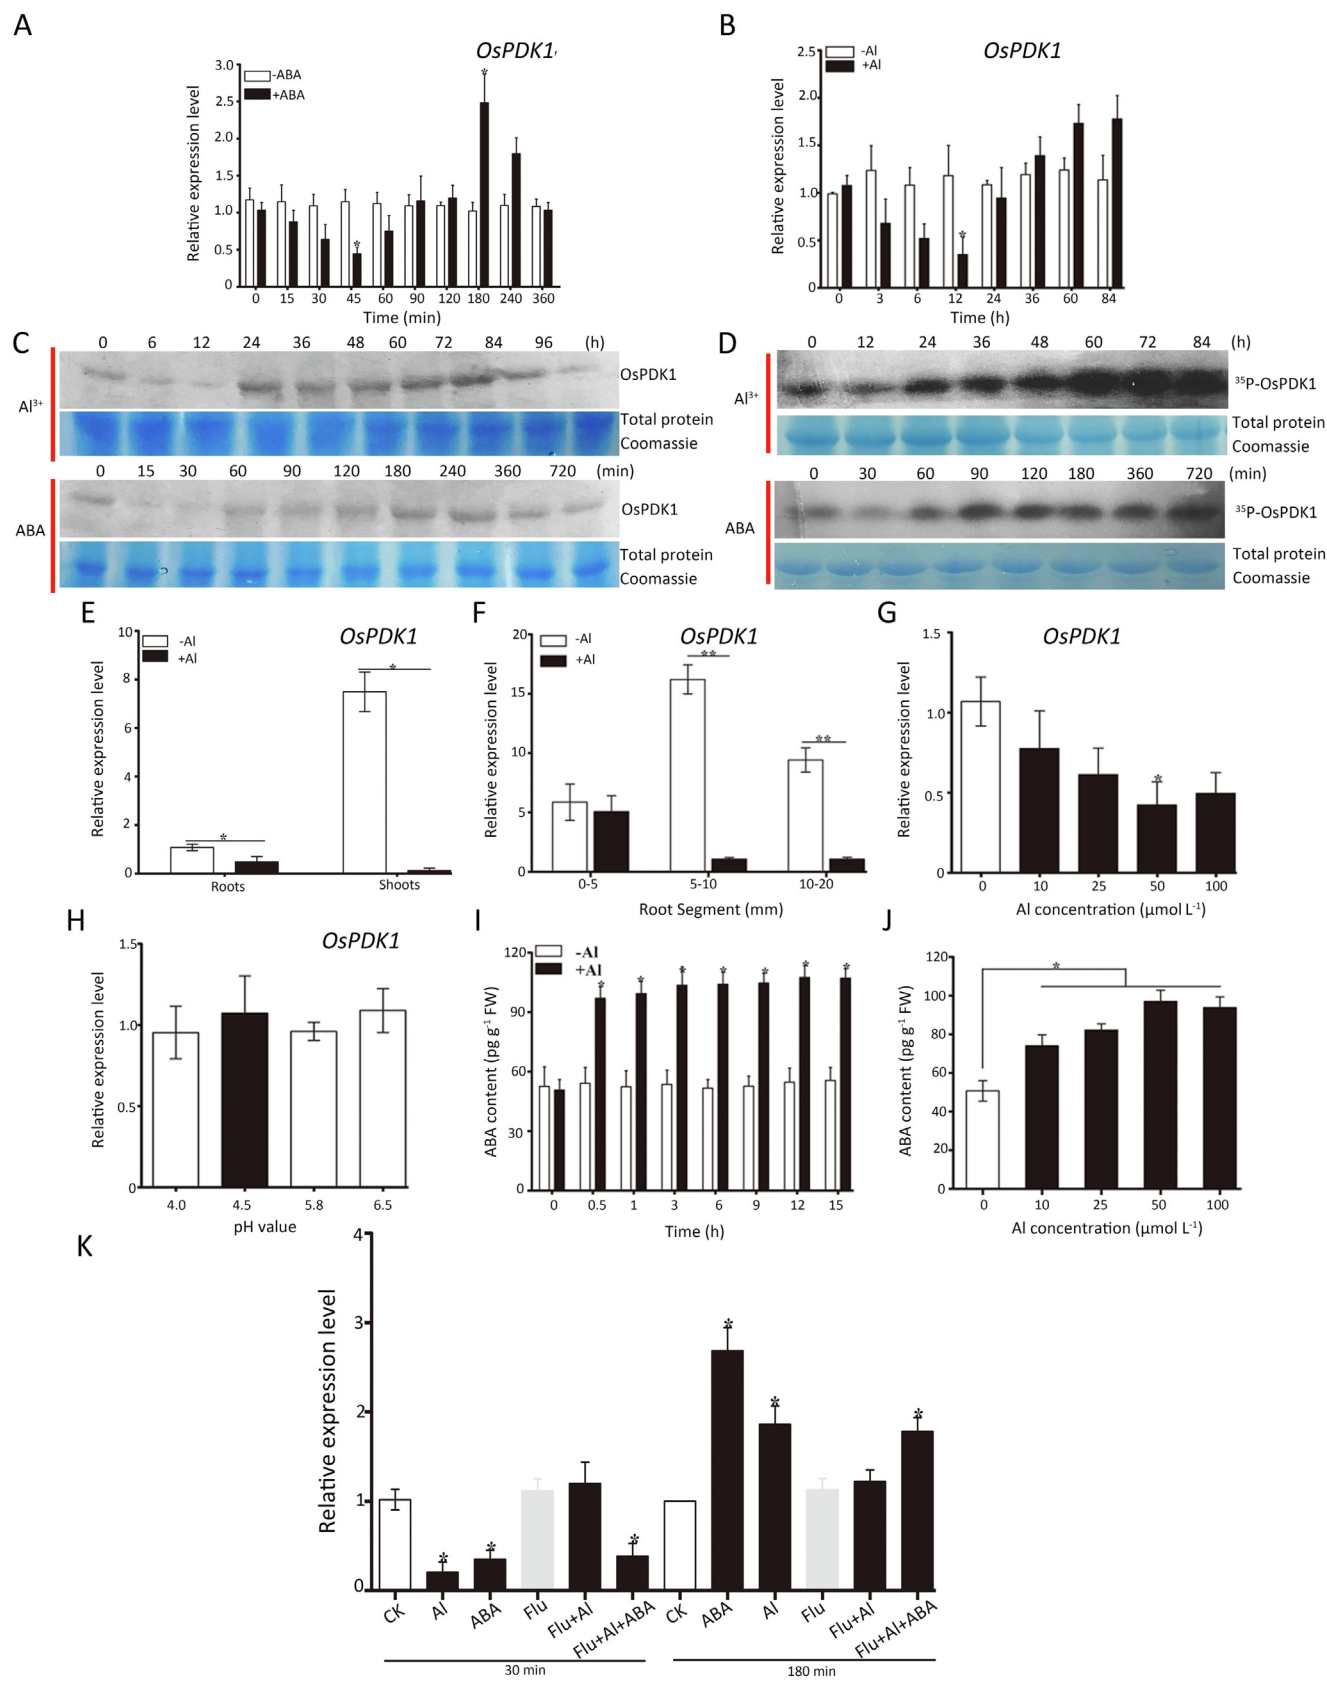 A
OsPDK1
-ABA
+ABA
Relative expression level
3.0
2.5
2.0
1.5
1.0
0.5
0
*
*
0 15 30 45 60 90 120 180 240 360
Time (min)
B
OsPDK1
-Al
+Al
Relative expression level
2.5
2.0
1.5
1.0
0.5
0
*
0 3 6 12 24 36 60 84
Time (h)
C
0 6 12 24 36 48 60 72 84 96 (h)
Al3+
OsPDK1
Total protein
Coomassie
0 15 30 60 90 120 180 240 360 720 (min)
ABA
OsPDK1
Total protein
Coomassie
D
0 12 24 36 48 60 72 84 (h)
Al3+
35P-OsPDK1
Total protein
Coomassie
0 30 60 90 120 180 360 720 (min)
ABA
35P-OsPDK1
Total protein
Coomassie
E
OsPDK1
-Al
+Al
Relative expression level
10
8
6
4
2
0
*
*
Roots Shoots
F
OsPDK1
-Al
+Al
Relative expression level
20
15
10
5
0
**
**
0-5 5-10 10-20
Root Segment (mm)
G
OsPDK1
Relative expression level
1.5
1.0
0.5
0
*
0 10 25 50 100
Al concentration (μmol L-1)
H
OsPDK1
Relative expression level
1.5
1.0
0.5
0
4.0 4.5 5.8 6.5
pH value
I
-Al
+Al
ABA content (pg g-1 FW)
120
90
60
30
0
* * * * * * *
0 0.5 1 3 6 9 12 15
Time (h)
J
ABA content (pg g-1 FW)
120
100
80
60
40
20
0
*
0 10 25 50 100
Al concentration (μmol L-1)
K
Relative expression level
4
3
2
1
0
* * * * * *
CK Al ABA Flu Flu+Al Flu+Al+ABA CK ABA Al Flu Flu+Al Flu+Al+ABA
30 min 180 min